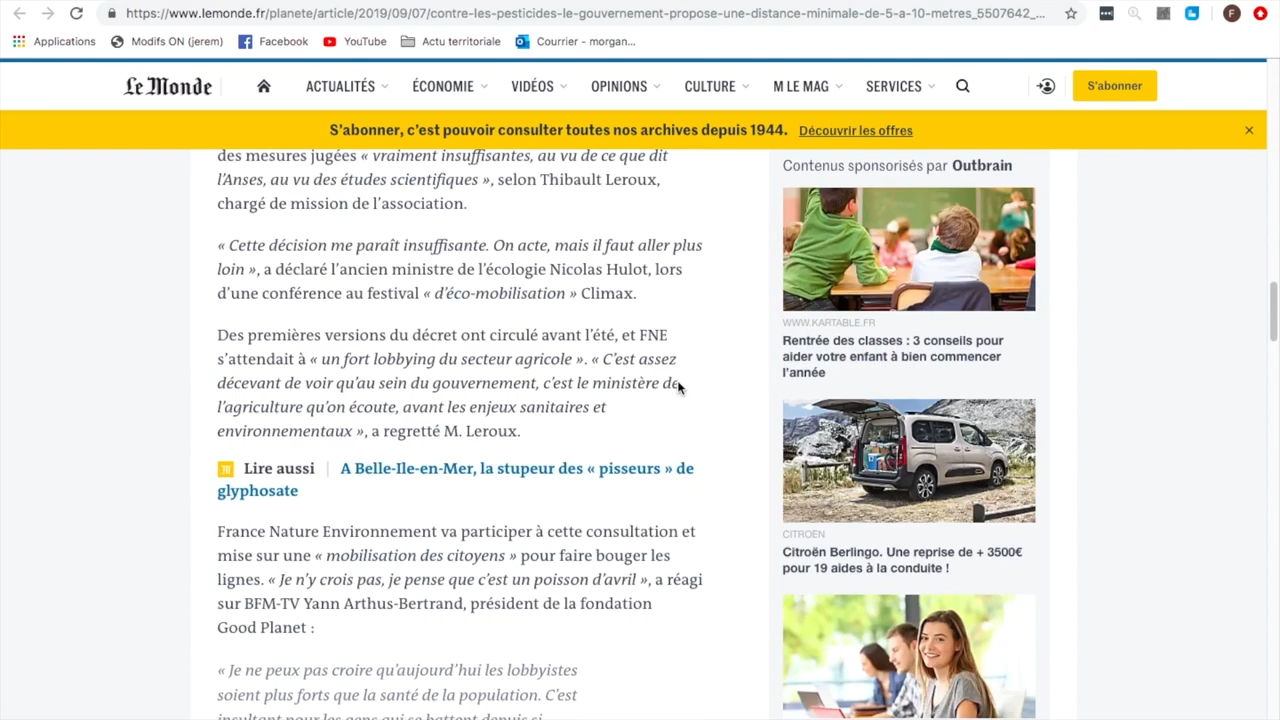 https://www.lemonde.fr/planete/article/2019/09/07/contre-les-pesticides-le-gouvernement-propose-une-distance-minimale-de-5-a-10-metres_5507642_...
F
Applications
Modifs ON (jerem)
Facebook
YouTube
Actu territoriale
Courrier - morgan...
Le Monde
ACTUALITÉS
ÉCONOMIE
VIDÉOS
OPINIONS
CULTURE
M LE MAG
SERVICES
S'abonner
S'abonner, c'est pouvoir consulter toutes nos archives depuis 1944. Découvrir les offres
des mesures jugées « vraiment insuffisantes, au vu de ce que dit
l'Anses, au vu des études scientifiques », selon Thibault Leroux,
chargé de mission de l'association.
« Cette décision me paraît insuffisante. On acte, mais il faut aller plus
loin », a déclaré l'ancien ministre de l'écologie Nicolas Hulot, lors
d'une conférence au festival « d'éco-mobilisation » Climax.
Des premières versions du décret ont circulé avant l'été, et FNE
s'attendait à « un fort lobbying du secteur agricole ». « C'est assez
décevant de voir qu'au sein du gouvernement, c'est le ministère de
l'agriculture qu'on écoute, avant les enjeux sanitaires et
environnementaux », a regretté M. Leroux.
Lire aussi | A Belle-Ile-en-Mer, la stupeur des « pisseurs » de
glyphosate
France Nature Environnement va participer à cette consultation et
mise sur une « mobilisation des citoyens » pour faire bouger les
lignes. « Je n'y crois pas, je pense que c'est un poisson d'avril », a réagi
sur BFM-TV Yann Arthus-Bertrand, président de la fondation
Good Planet :
« Je ne peux pas croire qu'aujourd'hui les lobbyistes
soient plus forts que la santé de la population. C'est
insultant pour les gens qui se battent depuis si
Contenus sponsorisés par Outbrain
WWW.KARTABLE.FR
Rentrée des classes : 3 conseils pour
aider votre enfant à bien commencer
l'année
CITROËN
Citroën Berlingo. Une reprise de + 3500€
pour 19 aides à la conduite !